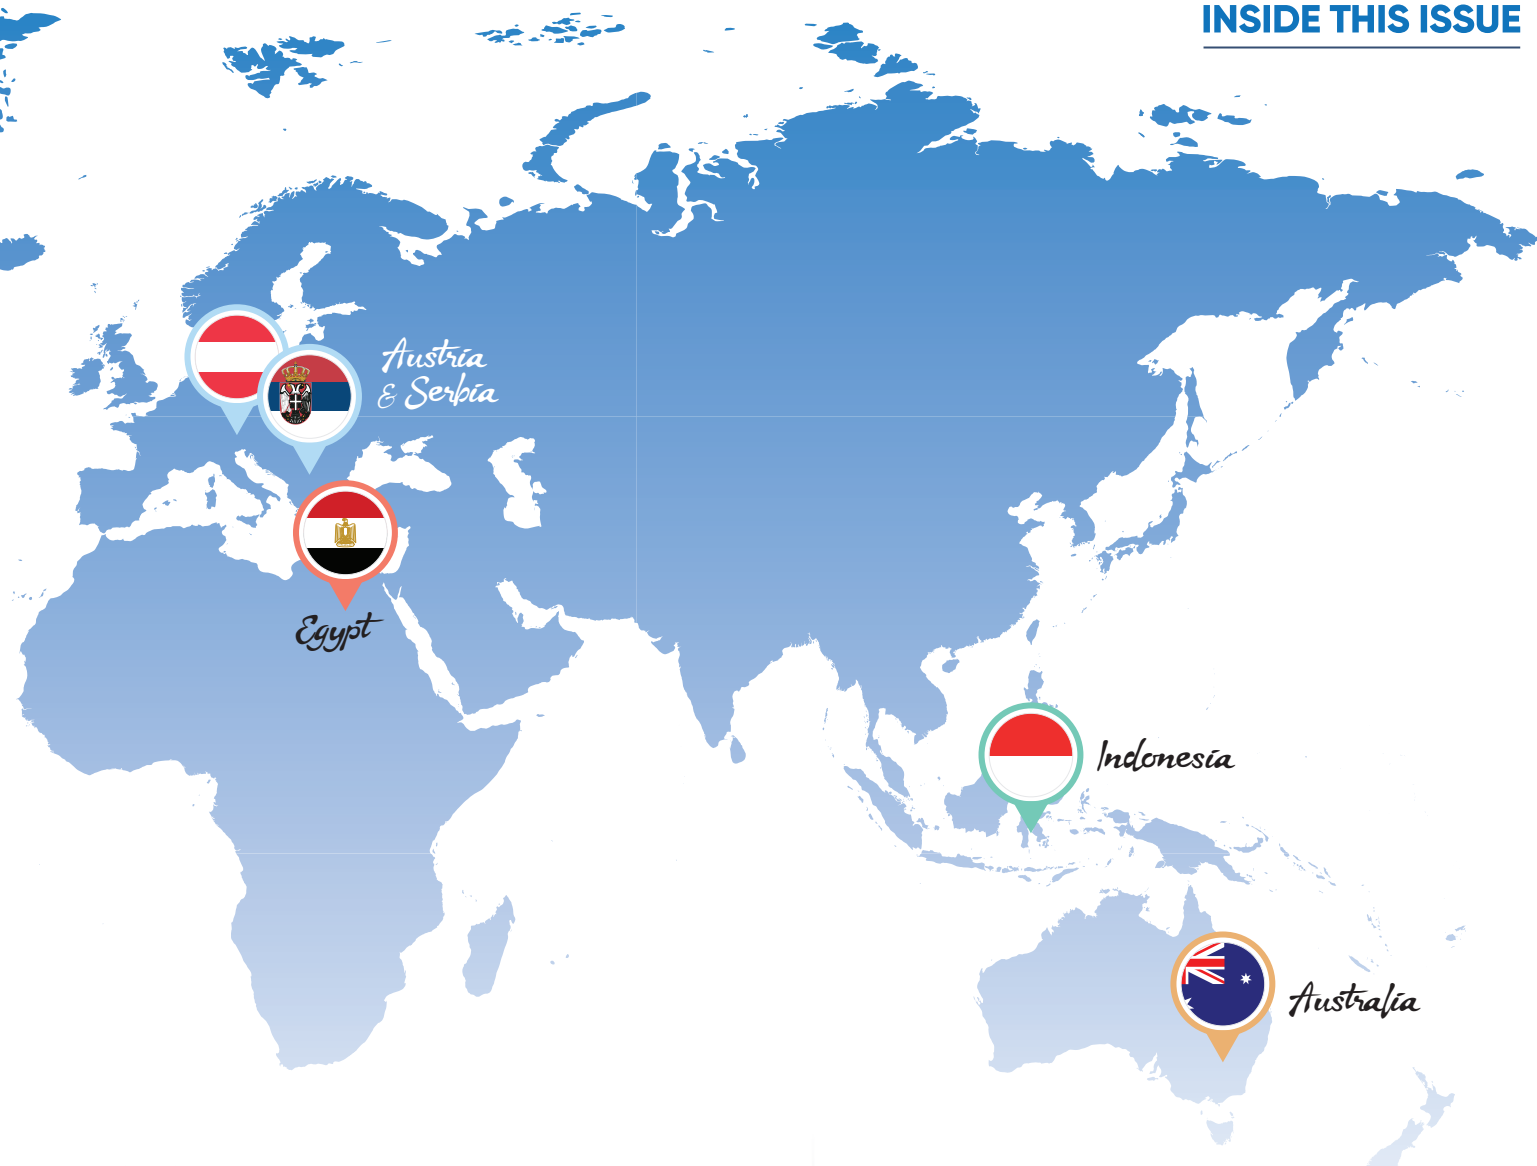 INSIDE THIS ISSUE
Austria
& Serbia
Egypt
Indonesia
Australia